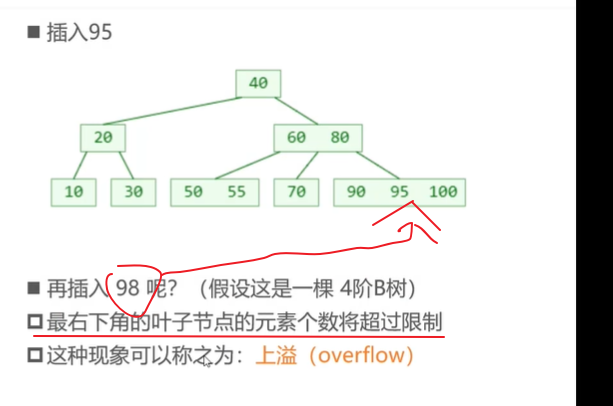 ■ 插入95
40
20 60 80
10 30 50 55 70 90 95 100
■ 再插入 98 呢？（假设这是一棵 4阶B树）
□ 最右下角的叶子节点的元素个数将超过限制
□ 这种现象可以称之为：上溢（overflow）